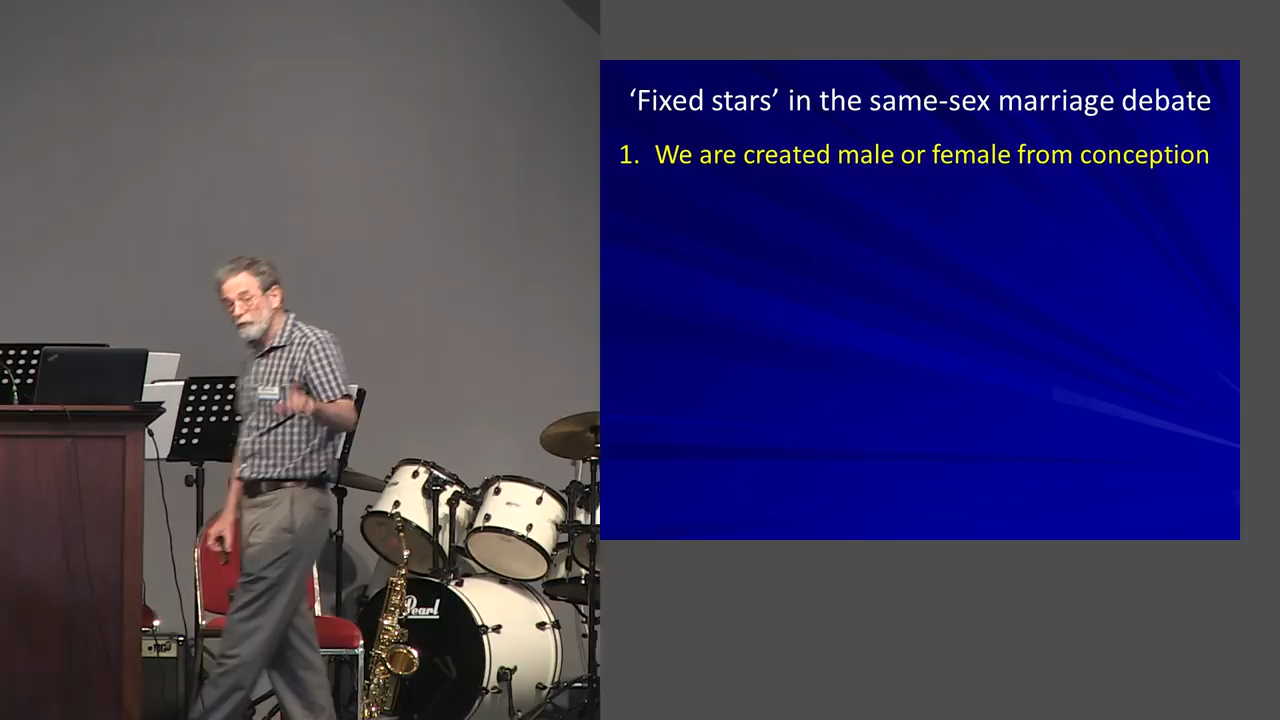 ‘Fixed stars’ in the same-sex marriage debate
1. We are created male or female from conception
Pearl